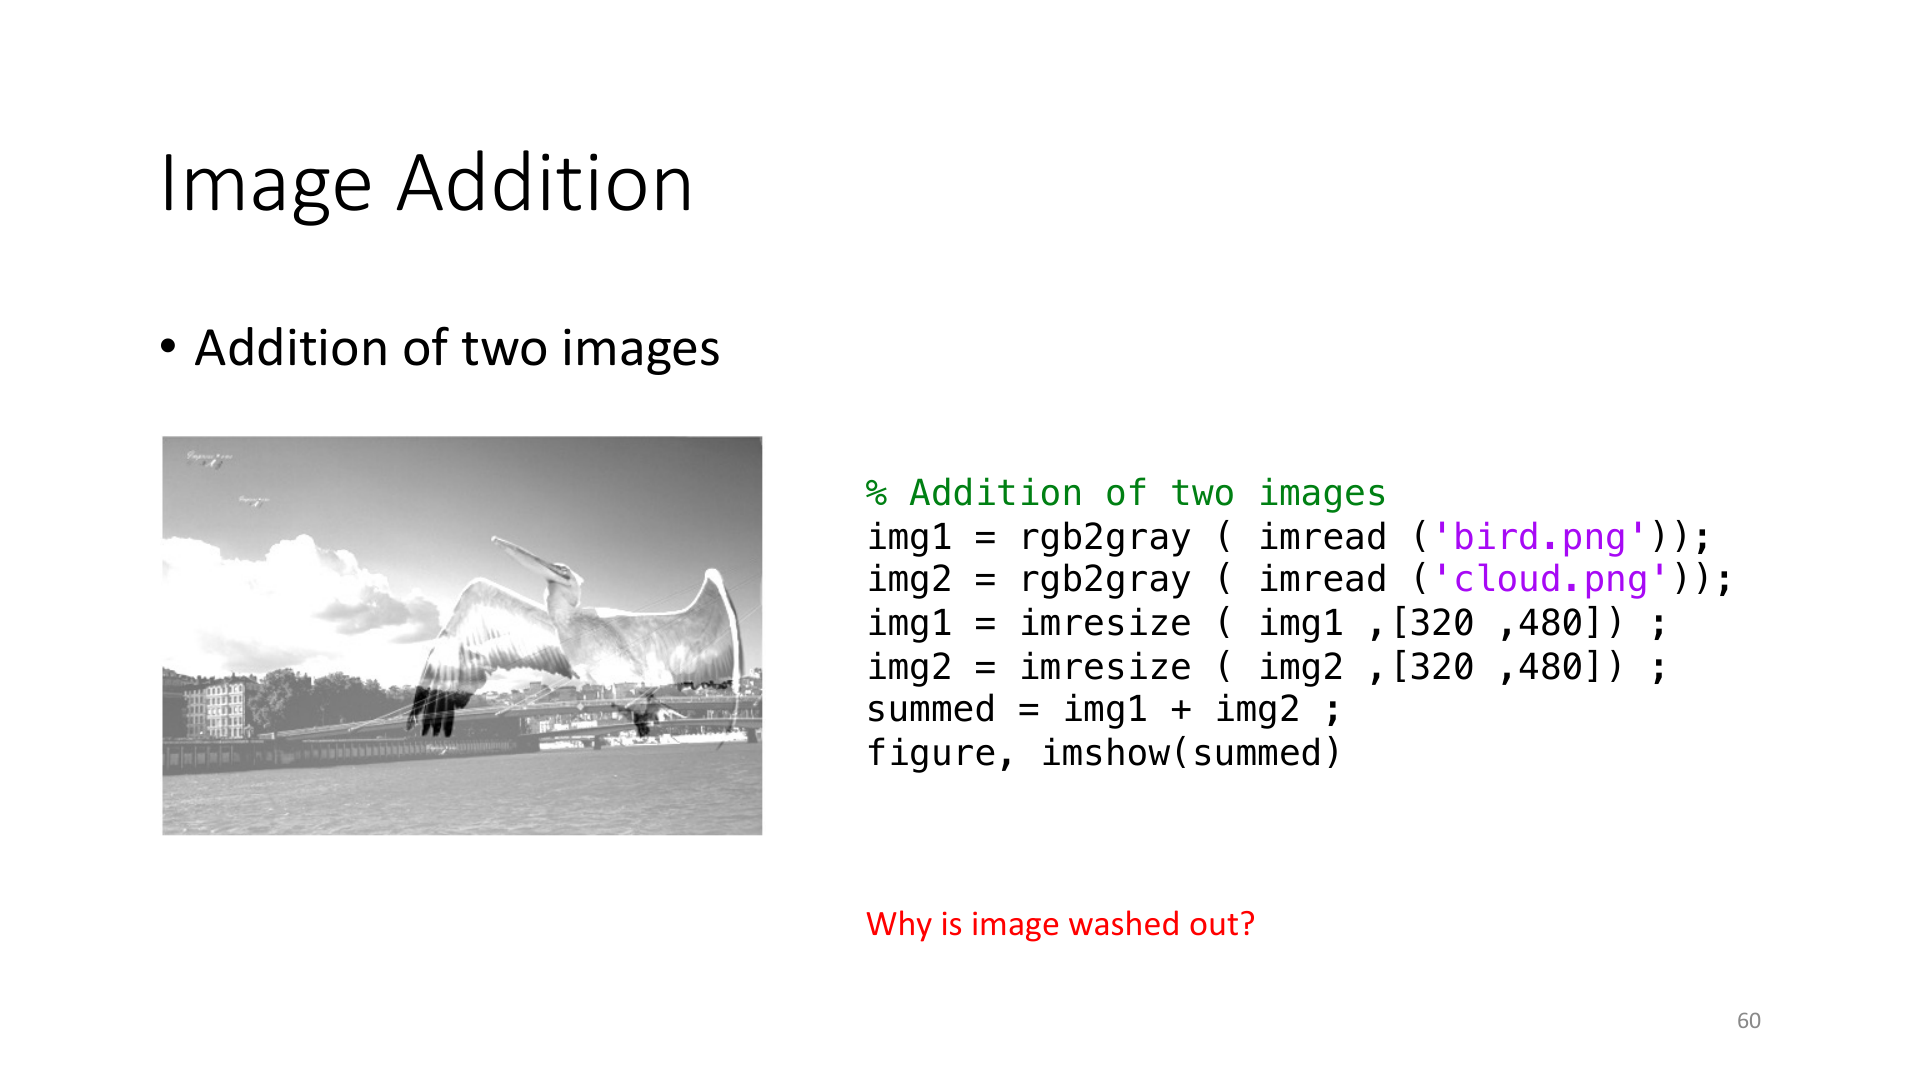 Image Addition
• Addition of two images
% Addition of two images
img1 = rgb2gray ( imread ('bird.png'));
img2 = rgb2gray ( imread ('cloud.png'));
img1 = imresize ( img1 ,[320 ,480]) ;
img2 = imresize ( img2 ,[320 ,480]) ;
summed = img1 + img2 ;
figure, imshow(summed)
Why is image washed out?
60